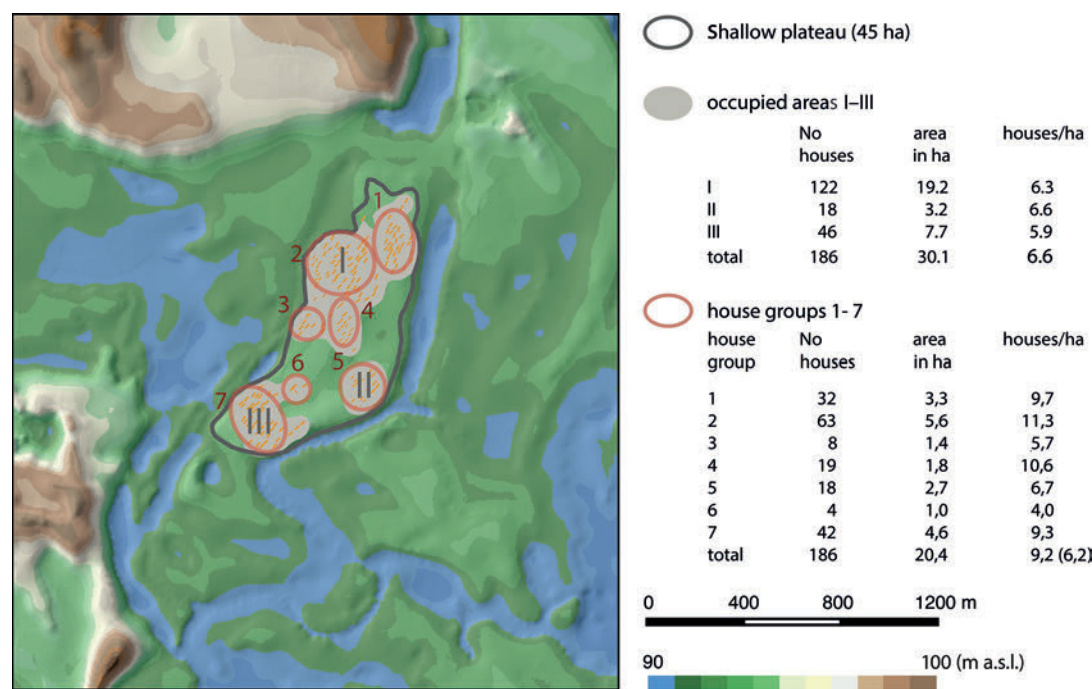 1
2
I
3
4
5
6
II
7
III
Shallow plateau (45 ha)
occupied areas I–III
No houses area in ha houses/ha
I 122 19.2 6.3
II 18 3.2 6.6
III 46 7.7 5.9
total 186 30.1 6.6
house groups 1- 7
house group No houses area in ha houses/ha
1 32 3,3 9,7
2 63 5,6 11,3
3 8 1,4 5,7
4 19 1,8 10,6
5 18 2,7 6,7
6 4 1,0 4,0
7 42 4,6 9,3
total 186 20,4 9,2 (6,2)
0 400 800 1200 m
90 100 (m a.s.l.)